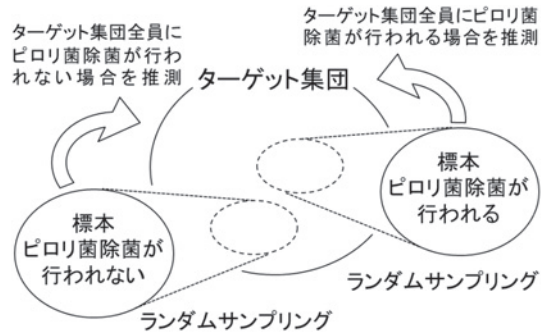 ターゲット集団全員に
ピロリ菌除菌が行わ
れない場合を推測
ターゲット集団全員にピロリ菌
除菌が行われる場合を推測
ターゲット集団
標本
ピロリ菌除菌が
行われる
標本
ピロリ菌除菌が
行われない
ランダムサンプリング
ランダムサンプリング